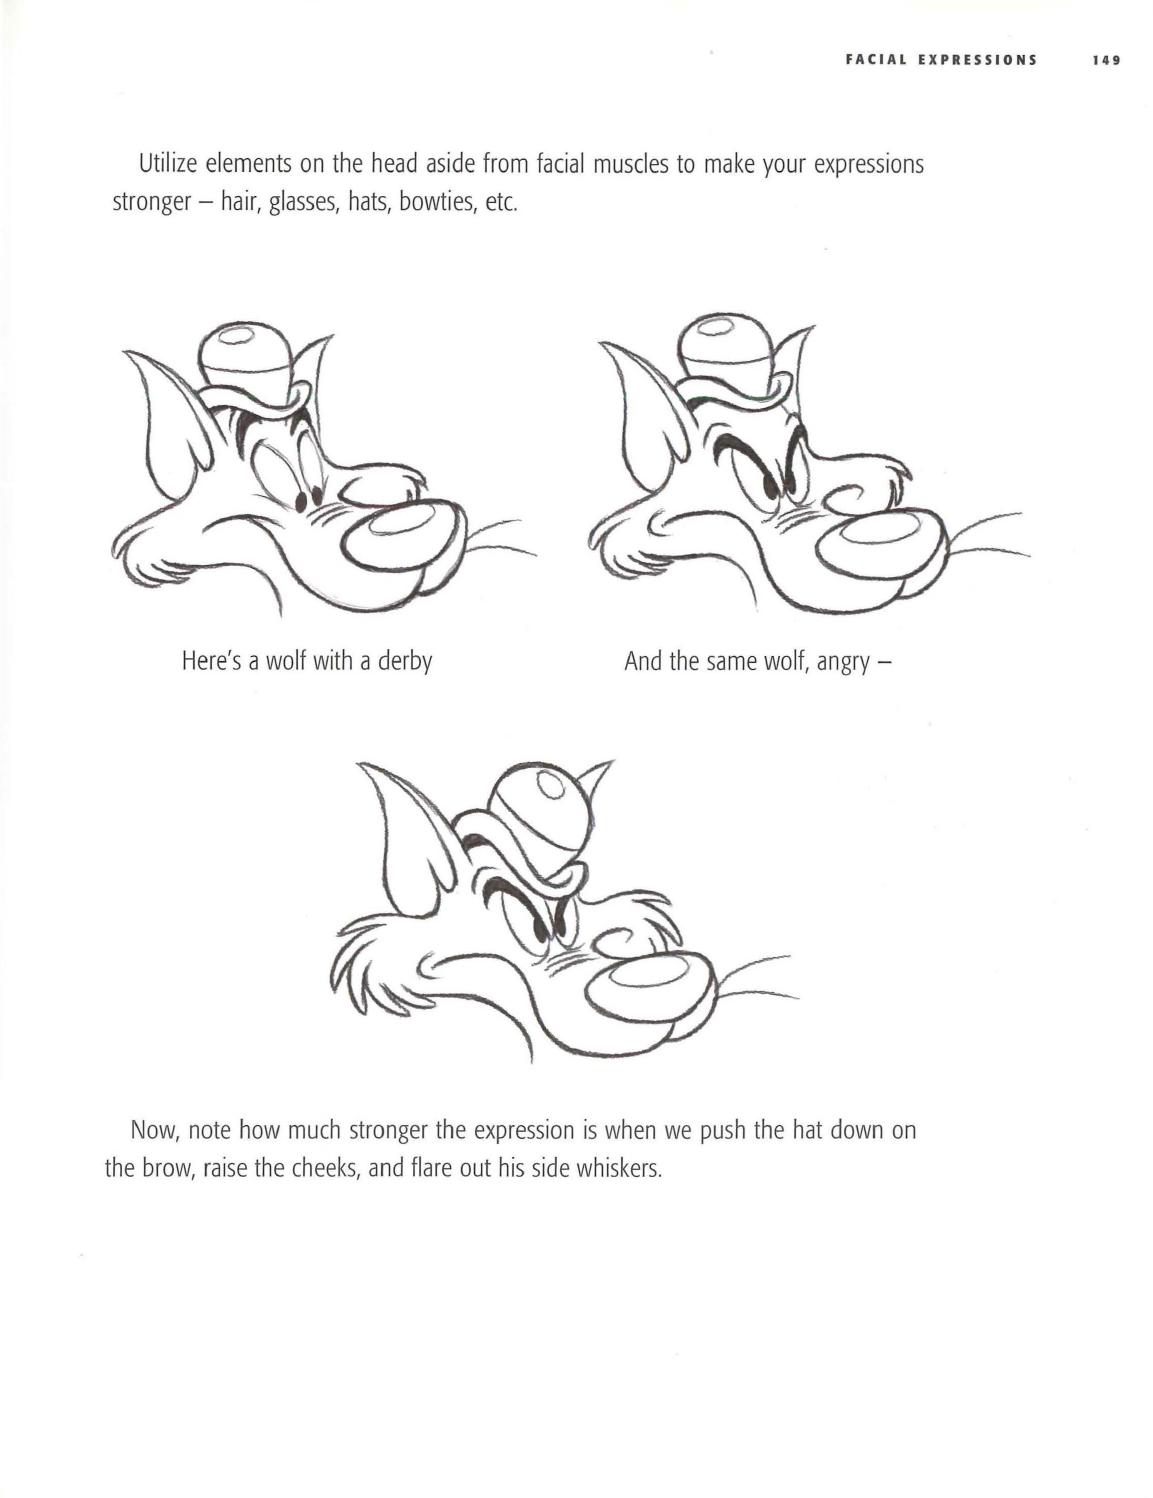 FACIAL EXPRESSIONS 149
Utilize elements on the head aside from facial muscles to make your expressions
stronger – hair, glasses, hats, bowties, etc.
Here's a wolf with a derby
And the same wolf, angry –
Now, note how much stronger the expression is when we push the hat down on
the brow, raise the cheeks, and flare out his side whiskers.